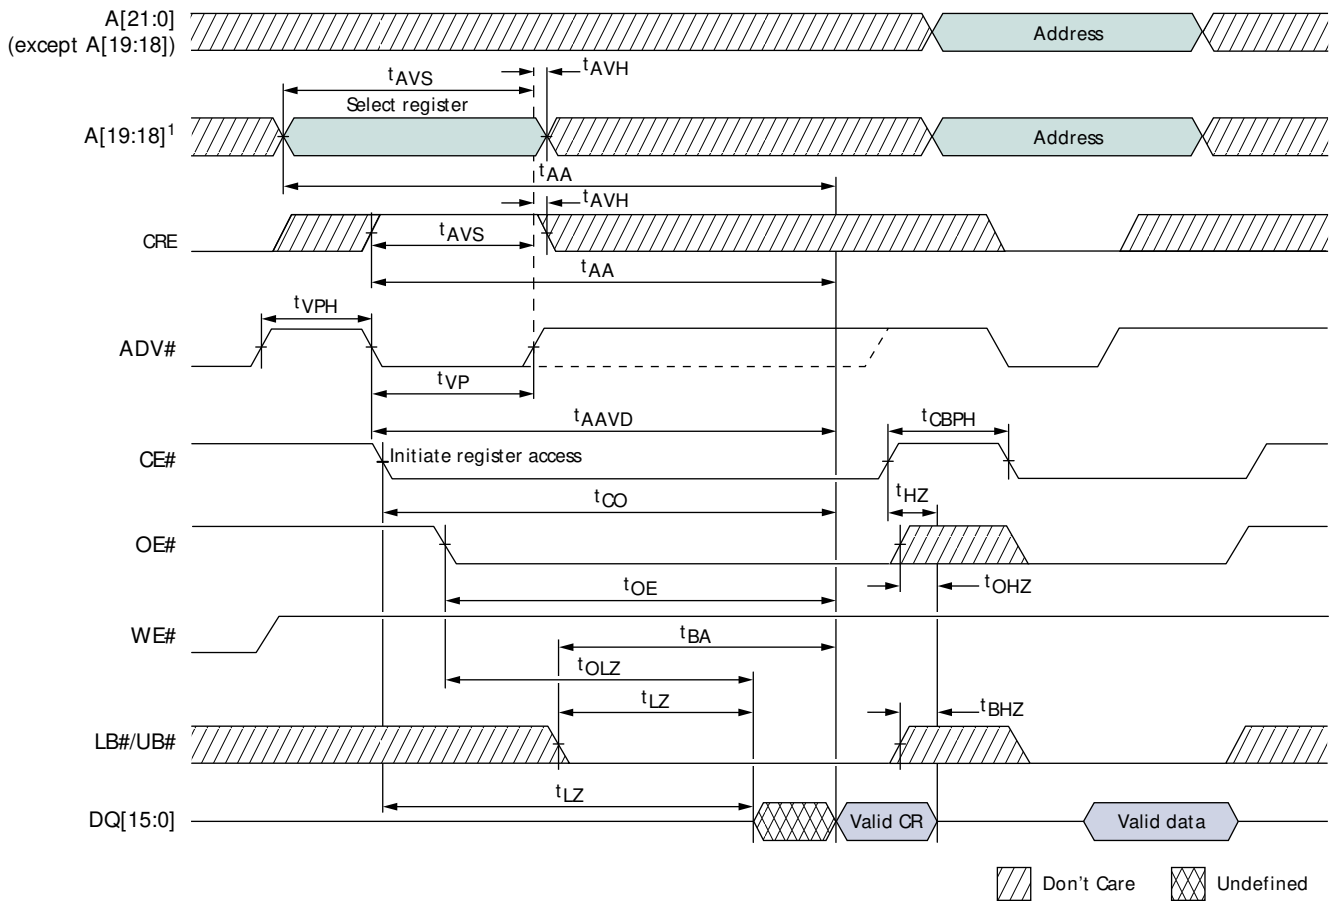 A[21:0]
(except A[19:18])
Address
tAVS
tAVH
Select register
A[19:18]1
Address
tAA
tAVH
CRE
tAVS
tAA
tVPH
ADV#
tVP
tAAVD
tCBPH
CE#
Initiate register access
tCO
tHZ
OE#
tOE
tOHZ
WE#
tBA
tOLZ
tLZ
tBHZ
LB#/UB#
tLZ
DQ[15:0]
Valid CR
Valid data
Don't Care
Undefined